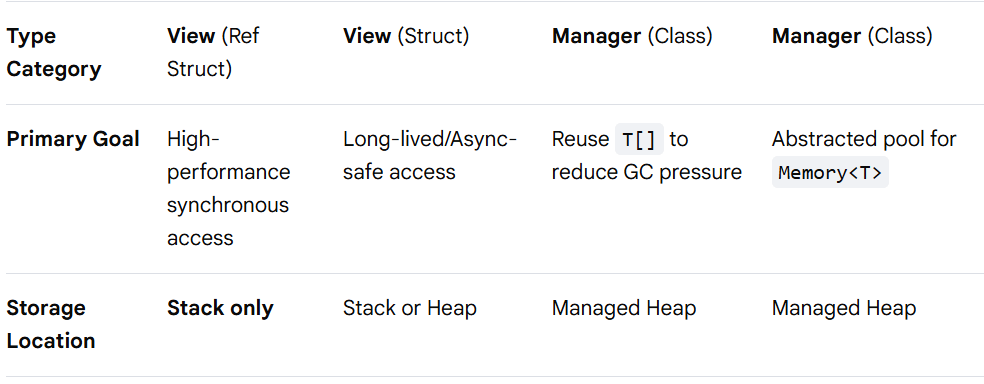 Type Category
View (Ref Struct)
View (Struct)
Manager (Class)
Manager (Class)
Primary Goal
High-
performance
synchronous
access
Long-lived/Async-
safe access
Reuse T[] to
reduce GC pressure
Abstracted pool for
Memory<T>
Storage
Location
Stack only
Stack or Heap
Managed Heap
Managed Heap